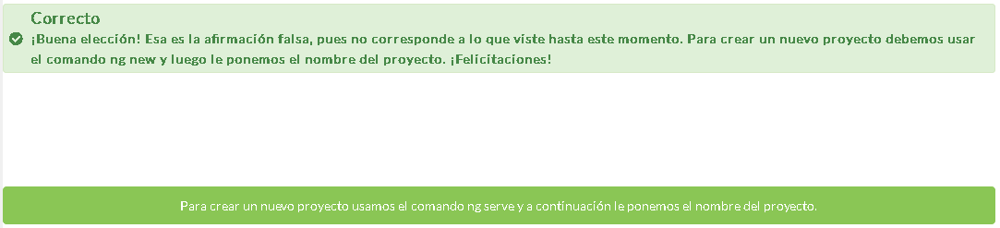 Correcto
¡Buena elección! Esa es la afirmación falsa, pues no corresponde a lo que viste hasta este momento. Para crear un nuevo proyecto debemos usar
el comando ng new y luego le ponemos el nombre del proyecto. ¡Felicitaciones!
Para crear un nuevo proyecto usamos el comando ng serve y a continuación le ponemos el nombre del proyecto.